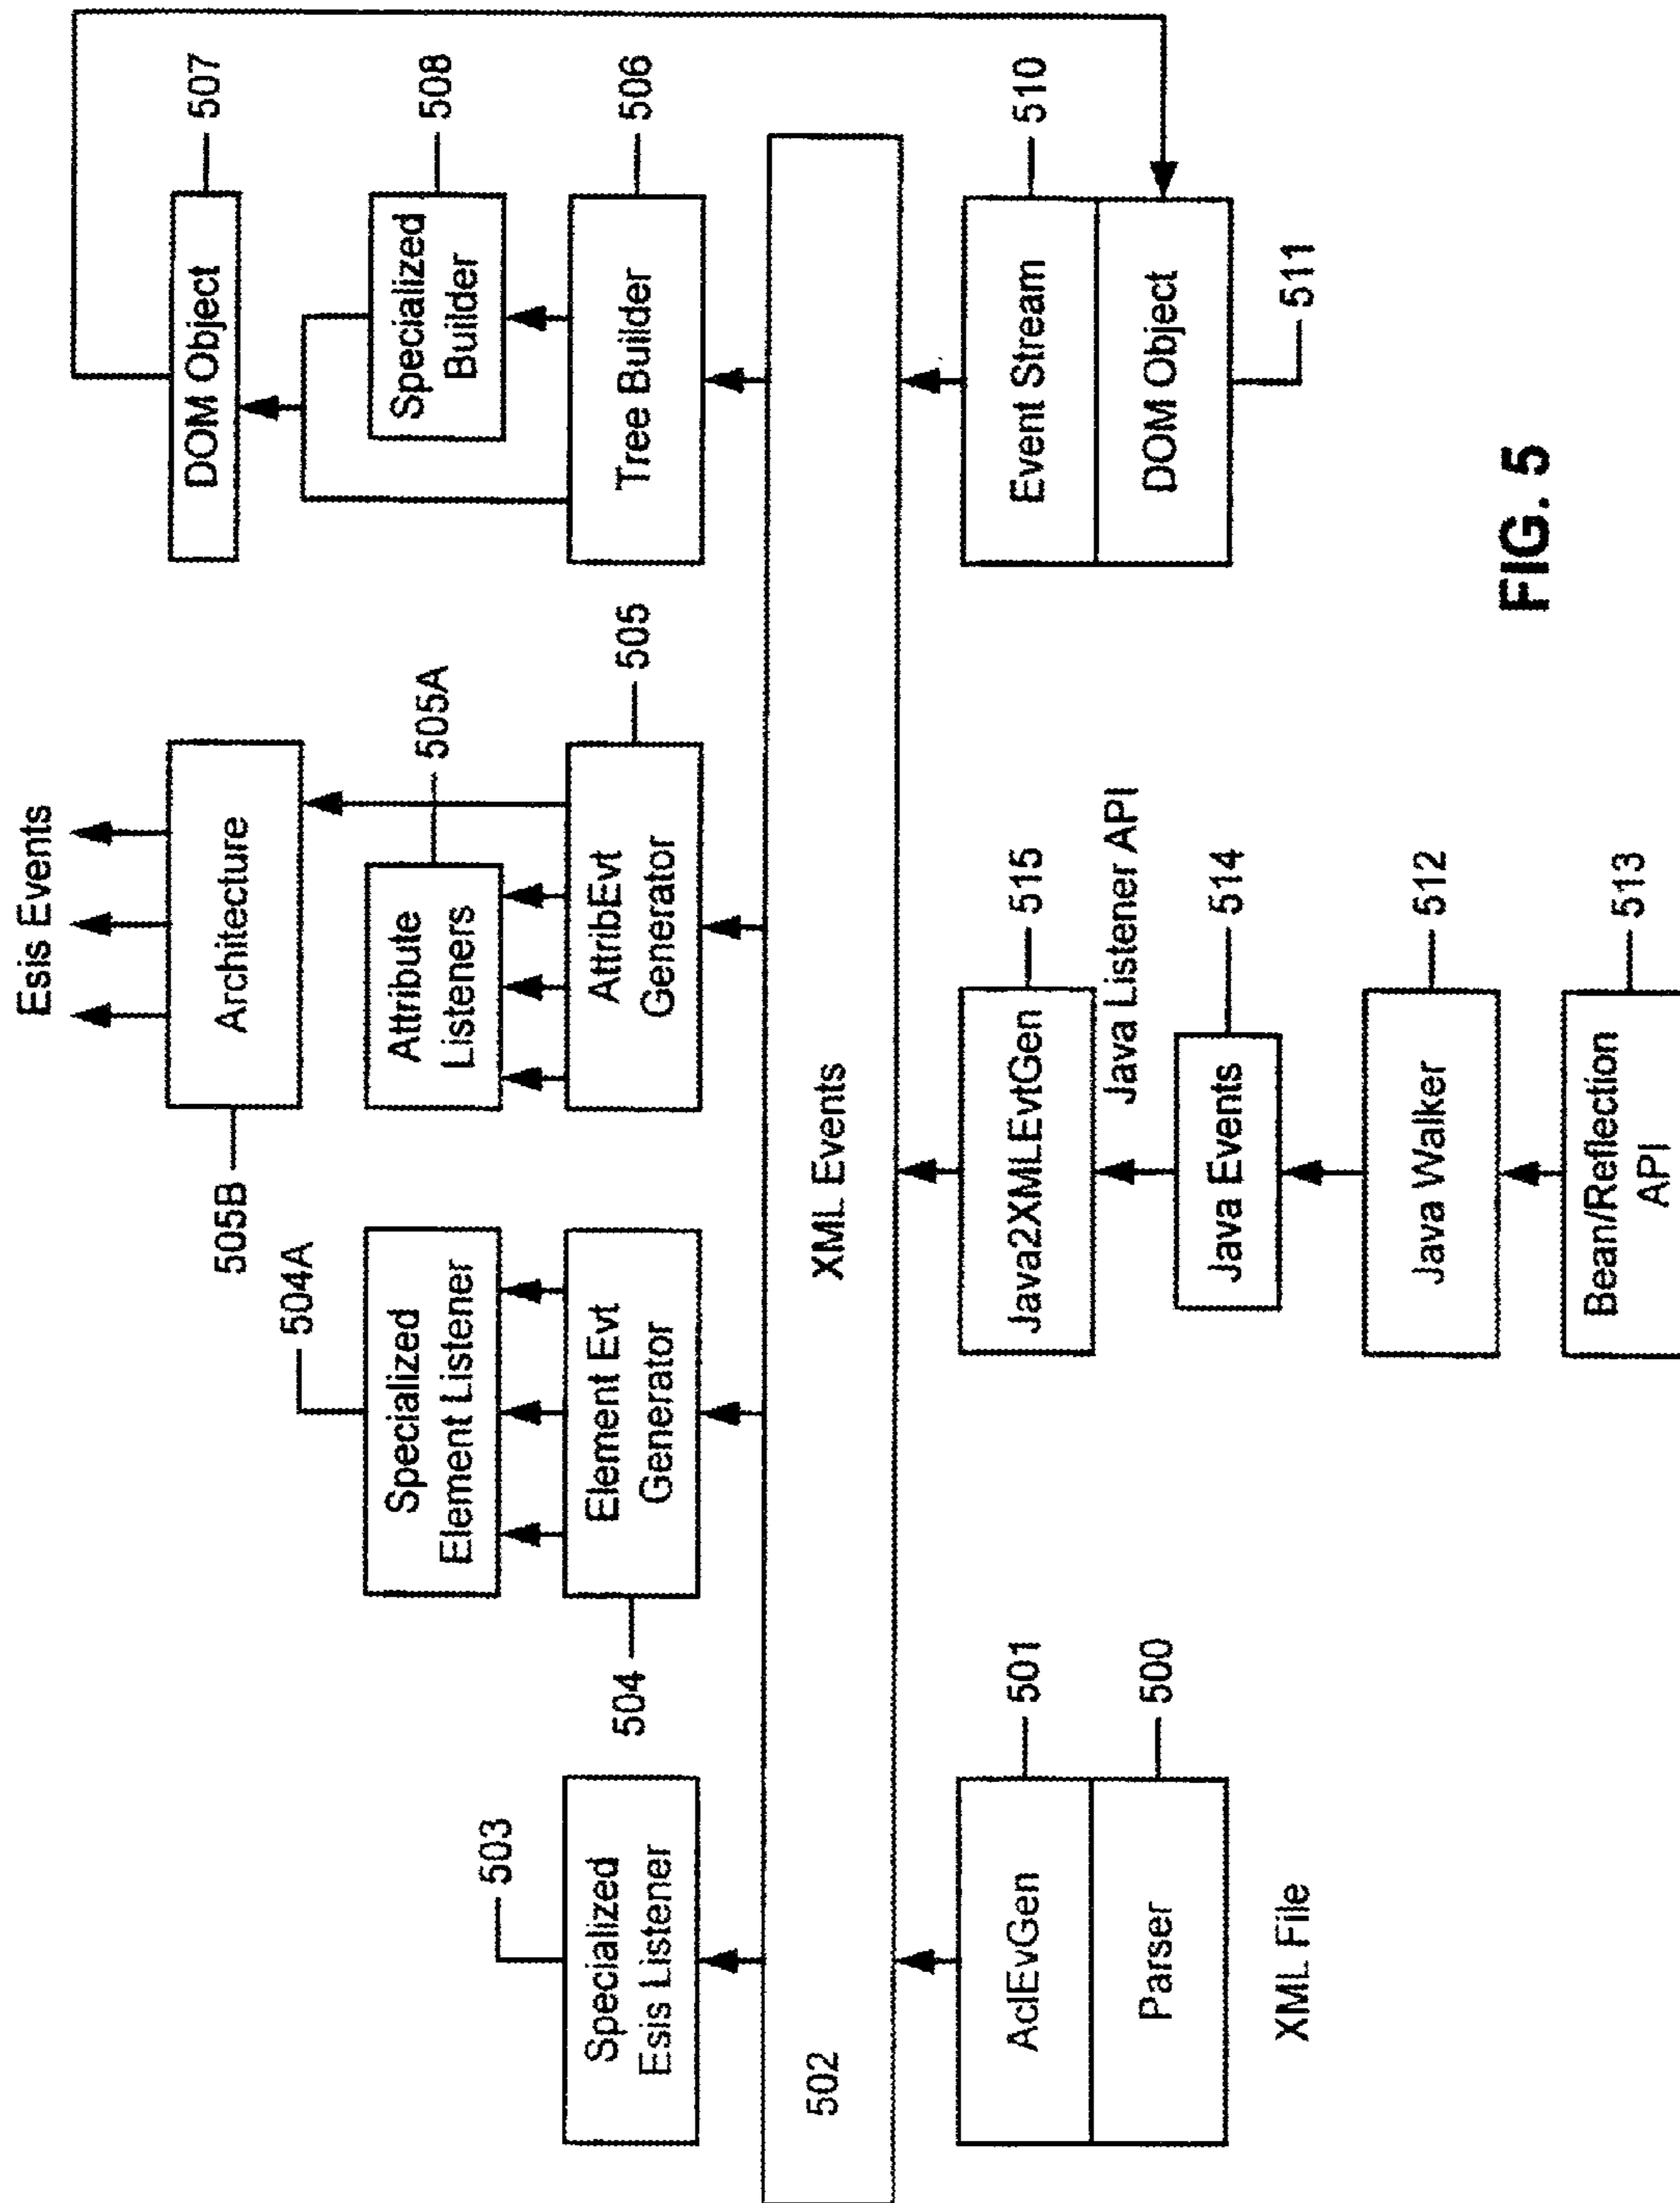 Esis Events
505B
Architecture
DOM Object
507
503
504A
Specialized
Element Listener
Attribute
Listeners
505A
Specialized
Builder
508
Specialized
Esis Listener
504
Element Evt
Generator
AttribEvt
Generator
505
Tree Builder
506
502
XML Events
AclEvGen
501
Parser
500
XML File
Java2XMLEvtGen
515
Java Listener API
Java Events
514
Java Walker
512
Bean/Reflection
API
513
Event Stream
510
DOM Object
511
FIG. 5